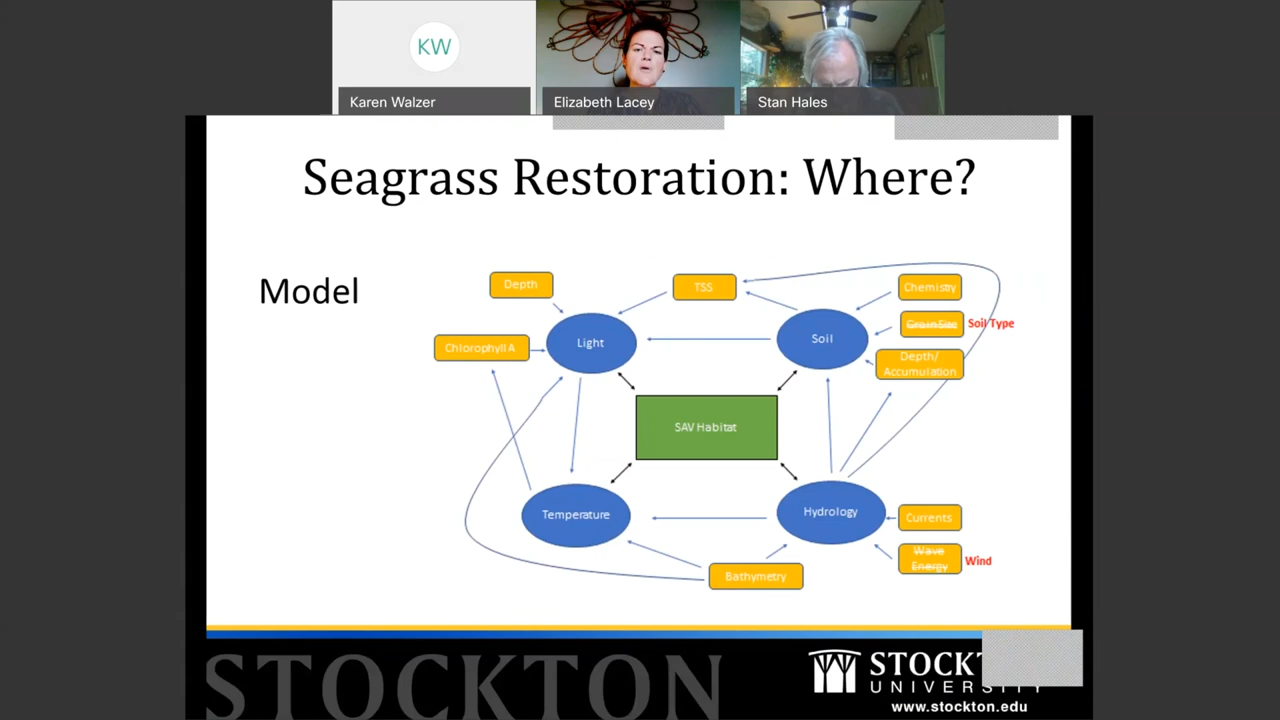 KW
Karen Walzer
Elizabeth Lacey
Stan Hales
Seagrass Restoration: Where?
Model
Depth
TSS
Chemistry
Grain Size
Soil Type
Chlorophyll A
Light
Soil
Depth/
Accumulation
SAV Habitat
Temperature
Hydrology
Currents
Wave
Energy
Wind
Bathymetry
STOCKTON
UNIVERSITY
www.stockton.edu
STOCKTON